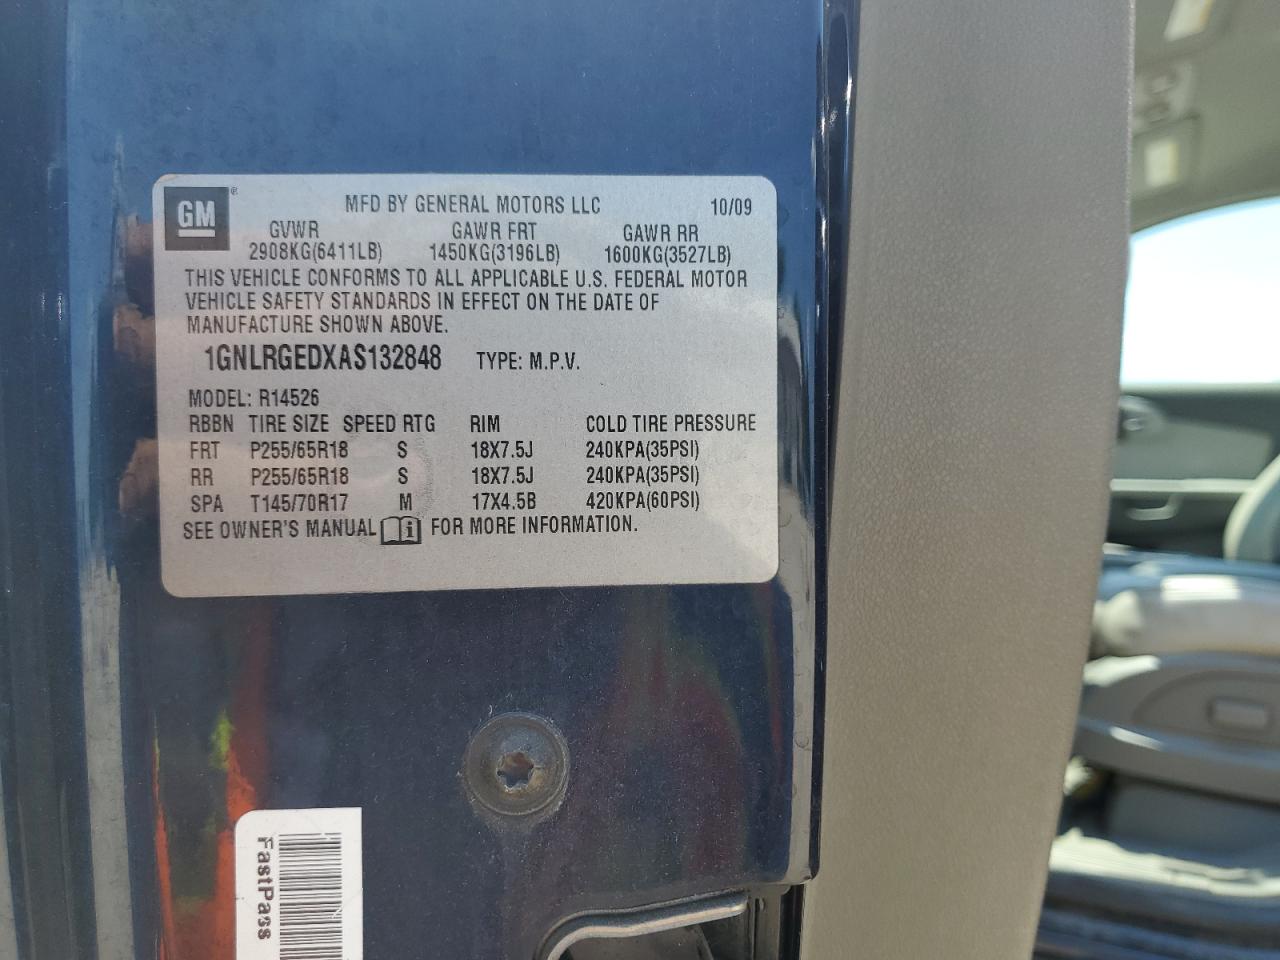 GM®
MFD BY GENERAL MOTORS LLC 10/09
GVWR GAWR FRT GAWR RR
2908KG(6411LB) 1450KG(3196LB) 1600KG(3527LB)
THIS VEHICLE CONFORMS TO ALL APPLICABLE U.S. FEDERAL MOTOR
VEHICLE SAFETY STANDARDS IN EFFECT ON THE DATE OF
MANUFACTURE SHOWN ABOVE.
1GNLRGEDXAS132848 TYPE: M.P.V.
MODEL: R14526
RBBN TIRE SIZE SPEED RTG RIM COLD TIRE PRESSURE
FRT P255/65R18 S 18X7.5J 240KPA(35PSI)
RR P255/65R18 S 18X7.5J 240KPA(35PSI)
SPA T145/70R17 M 17X4.5B 420KPA(60PSI)
SEE OWNER'S MANUAL i FOR MORE INFORMATION.
FastPass